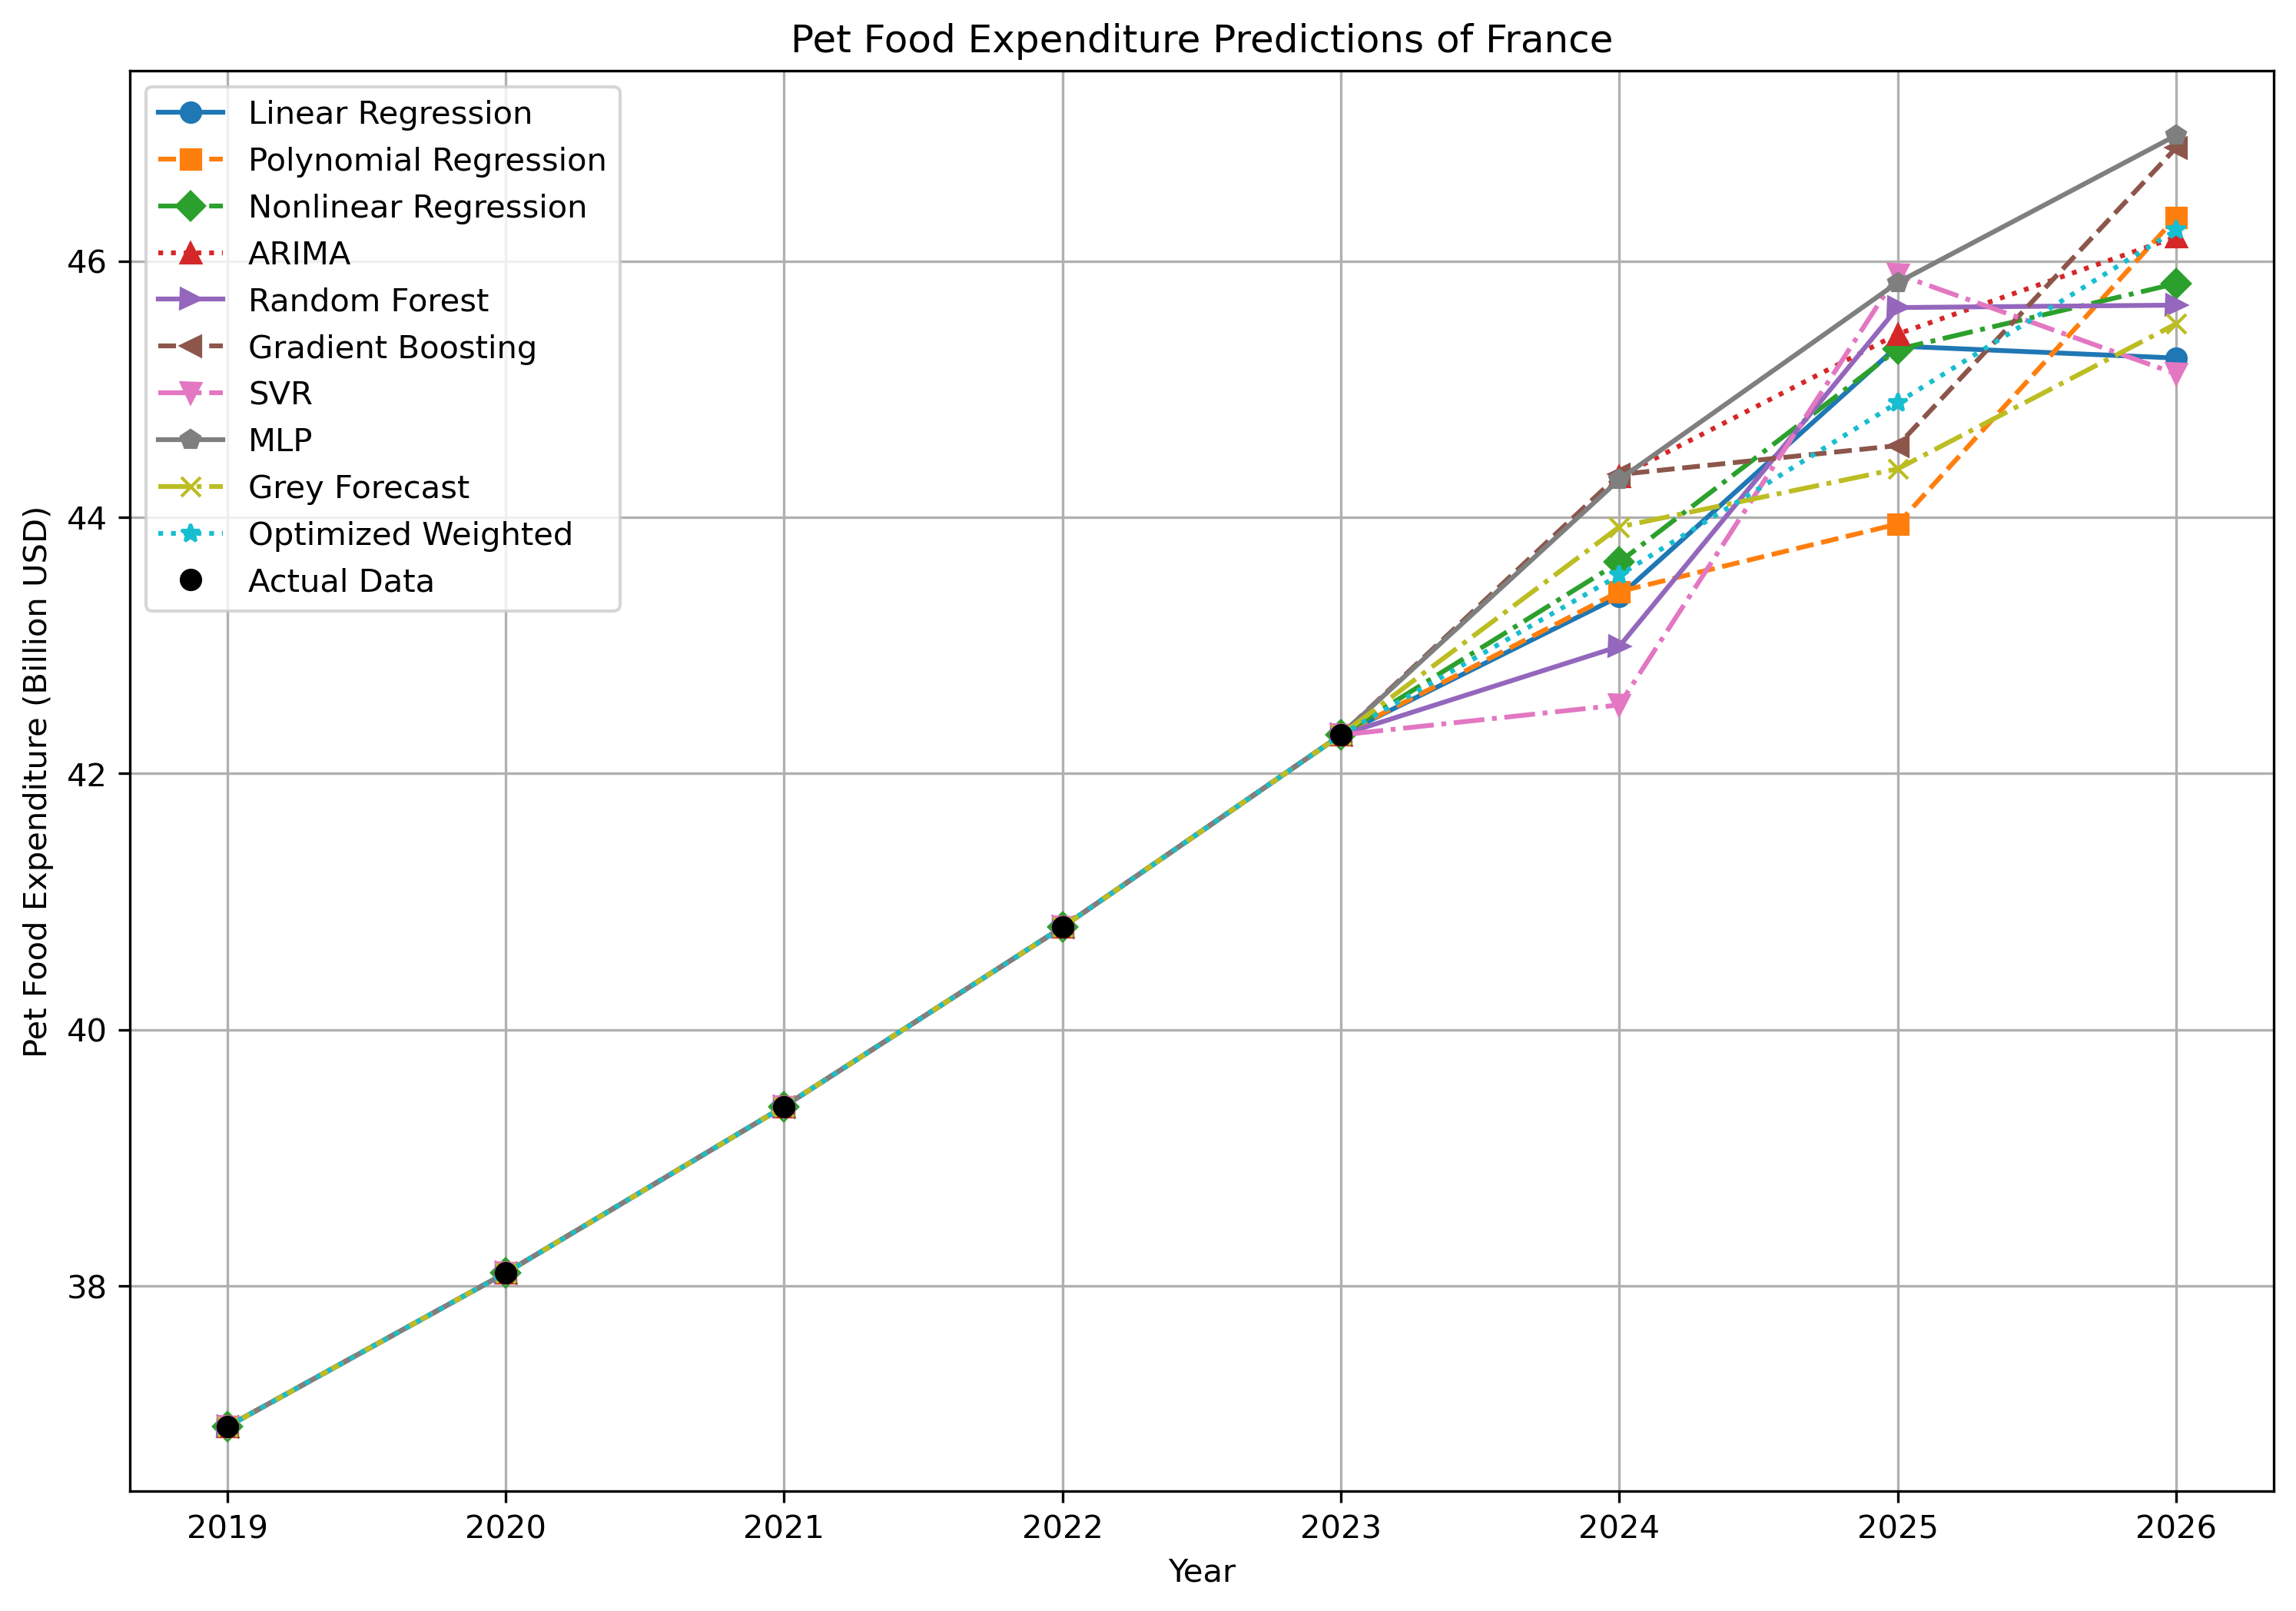 Pet Food Expenditure Predictions of France
Linear Regression
Polynomial Regression
Nonlinear Regression
ARIMA
Random Forest
Gradient Boosting
SVR
MLP
Grey Forecast
Optimized Weighted
Actual Data
Pet Food Expenditure (Billion USD)
46
44
42
40
38
2019 2020 2021 2022 2023 2024 2025 2026
Year